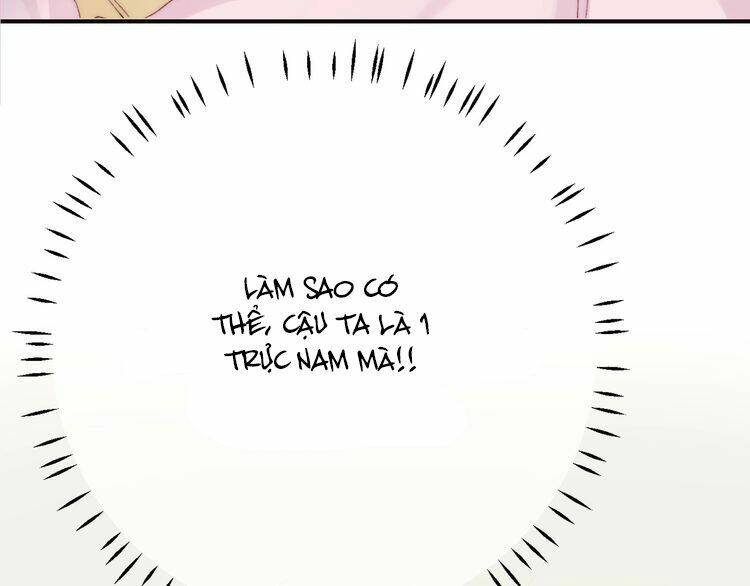 LÀM SAO CÓ
THỂ, CẬU TA LÀ 1
TRỰC NAM MÀ!!